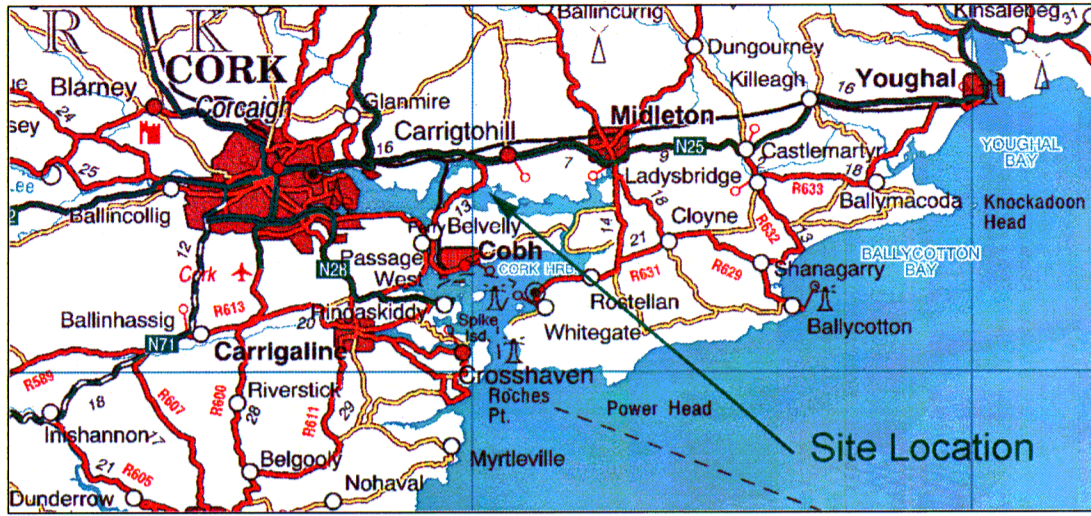 R K
CORK
Corcaigh
Blarney
24
sey
25
Lee
Ballincollig
12
Cork
R613
Ballinhassig
N71
R589
18
Inishannon
17
21
R605
Dunderrow
R607
R600
28
Riverstick
Belgooly
R611
29
Nohaval
Myrtleville
Carrigaline
20
Ringaskiddy
N28
Passage
West
Glanmire
16
Carrigtohill
13
Belvelly
Cobh
CORK HRB
Spike
Isd.
Crosshaven
Roches
Pt.
Power Head
Whitegate
Rostellan
R631
21
14
18
Cloyne
R629
Shanagarry
Ballycotton
R632
13
BALLYCOTTON
BAY
Ballincurrig
Dungourney
Killeagh
16
Youghal
Kinsalebeg
31
Midleton
7
9
N25
Castlemartyr
Ladysbridge
R633
18
Ballymacoda
YOUGHAL
BAY
Knockadoon
Head
Site Location